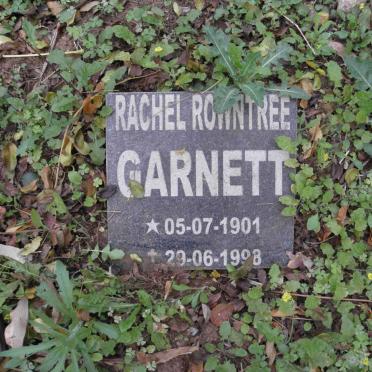 RACHEL ROWNTREE
GARNETT
★ 05-07-1901
✝ 29-06-1998